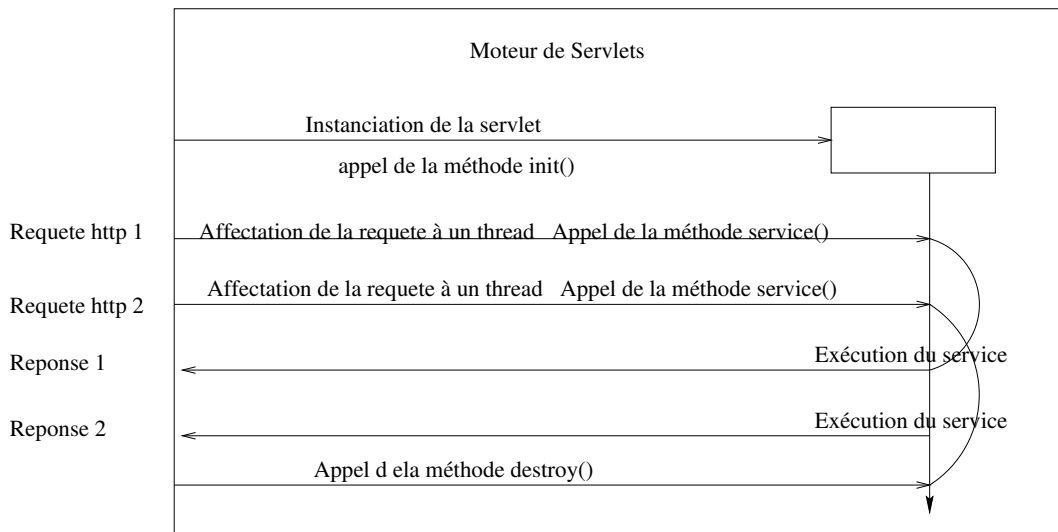 Moteur de Servlets
Instanciation de la servlet
appel de la méthode init()
Requete http 1
Affectation de la requete à un thread Appel de la méthode service()
Requete http 2
Affectation de la requete à un thread Appel de la méthode service()
Reponse 1
Exécution du service
Reponse 2
Exécution du service
Appel d ela méthode destroy()